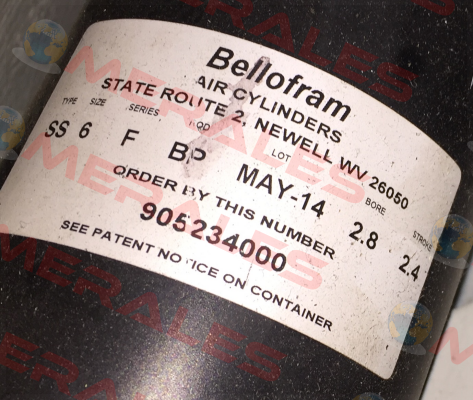 Bellofram
AIR CYLINDERS
STATE ROUTE 2, NEWELL WV 26050
TYPE SIZE SERIES LOT BORE STROKE
SS 6 F BP MAY-14 2.8 2.4
ORDER BY THIS NUMBER
905234000
SEE PATENT NOTICE ON CONTAINER
MERALES
MERALES
MERALES
MERALES